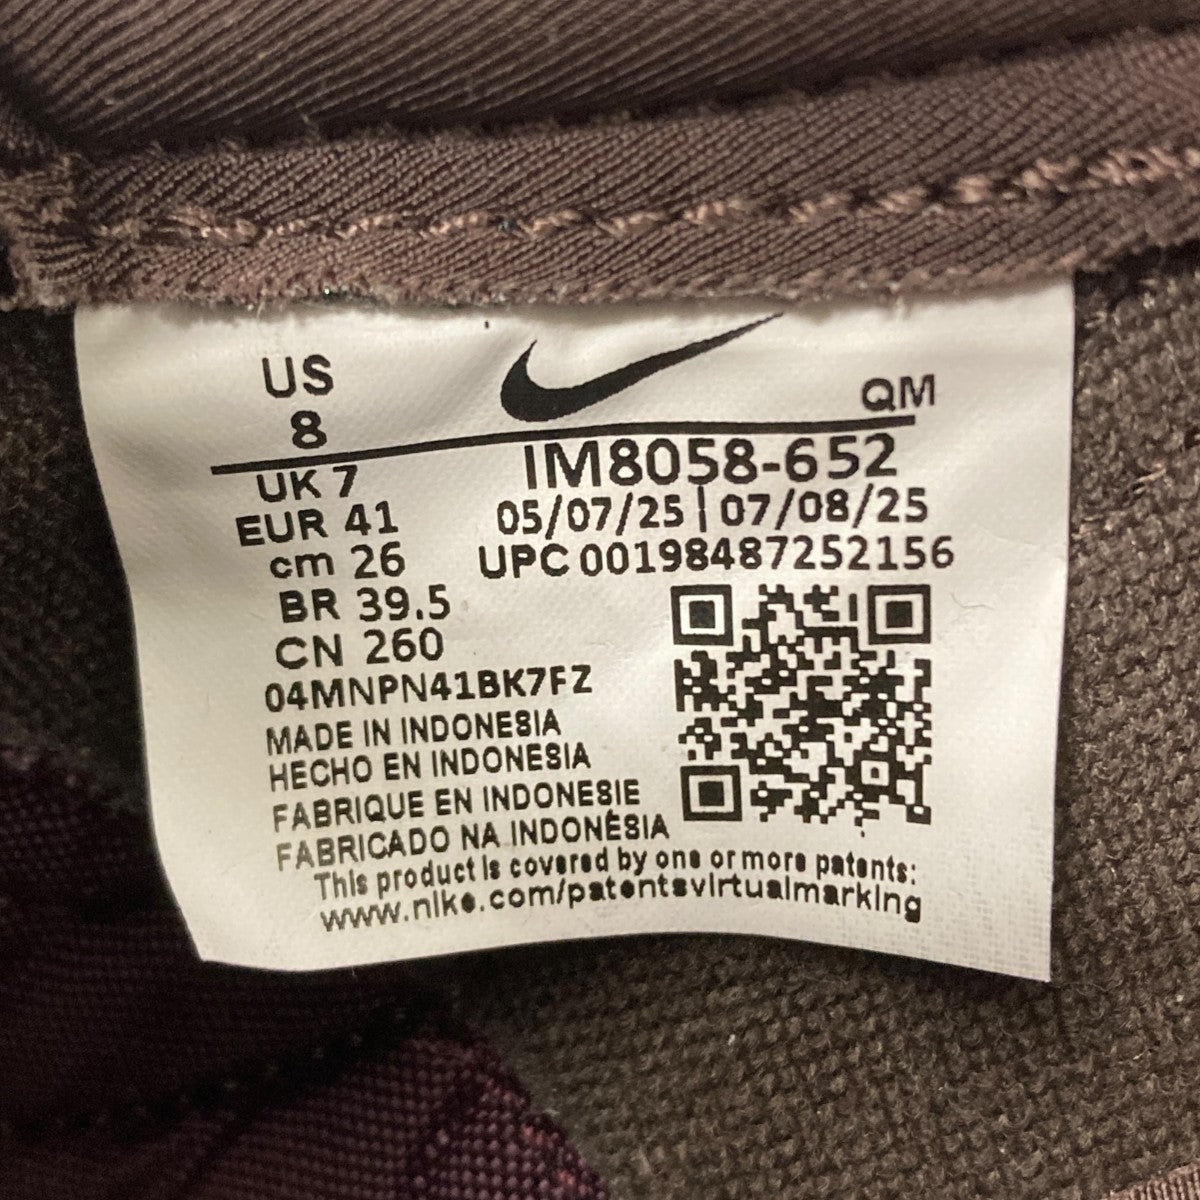 US
8
QM
UK 7
IM8058-652
EUR 41
05/07/25 | 07/08/25
cm 26
UPC 00198487252156
BR 39.5
CN 260
04MNPN41BK7FZ
MADE IN INDONESIA
HECHO EN INDONESIA
FABRIQUE EN INDONESIE
FABRICADO NA INDONÉSIA
This product is covered by one or more patents:
www.nike.com/patentsvirtualmarking